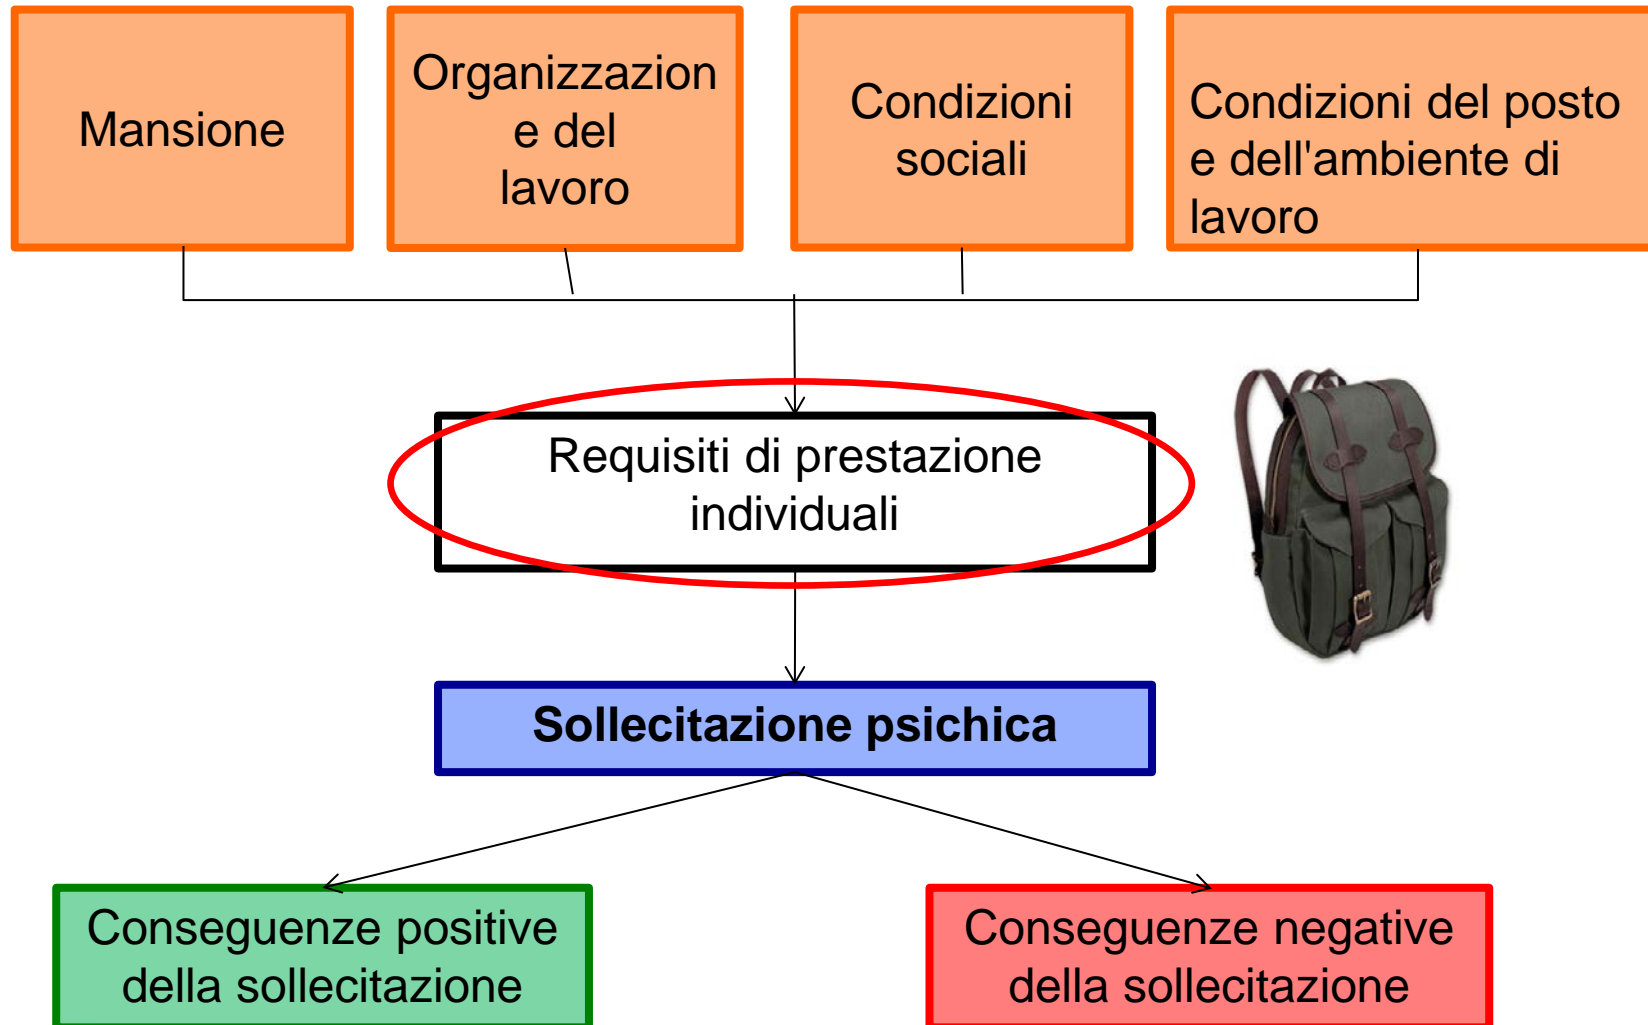 Mansione
Organizzazion
e del
lavoro
Condizioni
sociali
Condizioni del posto
e dell'ambiente di
lavoro
Requisiti di prestazione
individuali
Sollecitazione psichica
Conseguenze positive
della sollecitazione
Conseguenze negative
della sollecitazione